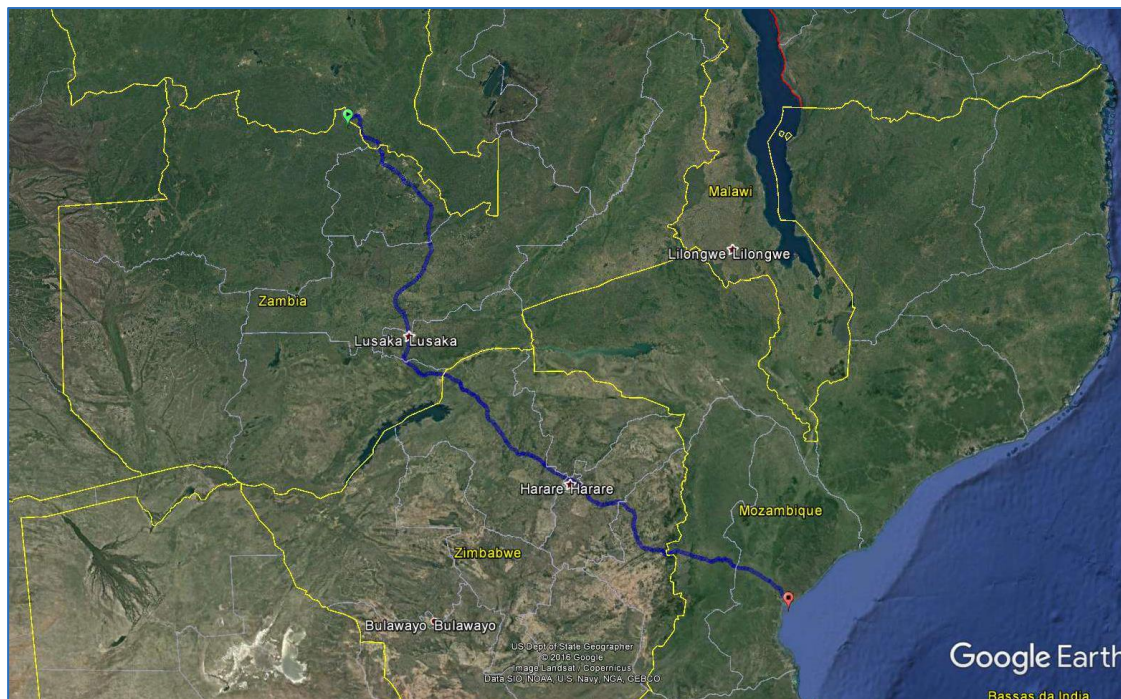 Malawi
Lilongwe Lilongwe
Zambia
Lusaka Lusaka
Harare Harare
Mozambique
Zimbabwe
Bulawayo Bulawayo
US Dept of State Geographer
© 2016 Google
Image Landsat / Copernicus
Data SIO, NOAA, U.S. Navy, NGA, GEBCO
Google Earth
Bassas da India